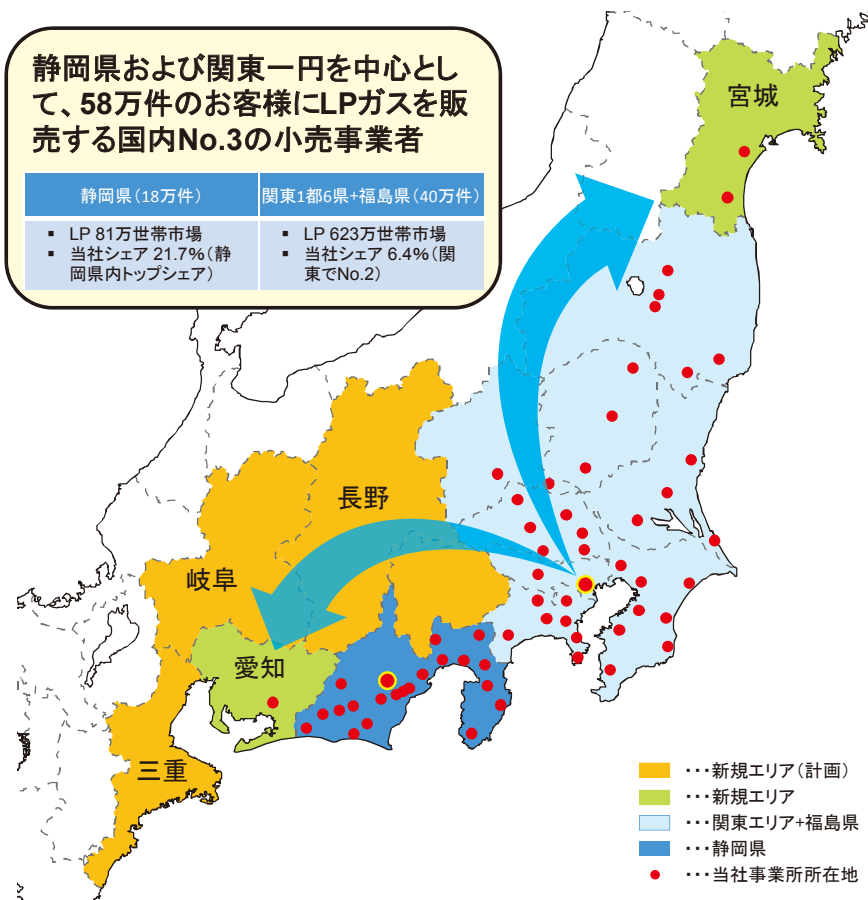 静岡県および関東一円を中心とし
て、58万件のお客様にLPガスを販
売する国内No.3の小売事業者
静岡県(18万件)
関東1都6県+福島県(40万件)
▪ LP 81万世帯市場
▪ 当社シェア 21.7%(静
岡県内トップシェア)
▪ LP 623万世帯市場
▪ 当社シェア 6.4%(関
東でNo.2)
宮城
長野
岐阜
愛知
三重
・・・新規エリア(計画)
・・・新規エリア
・・・関東エリア+福島県
・・・静岡県
・・・当社事業所所在地